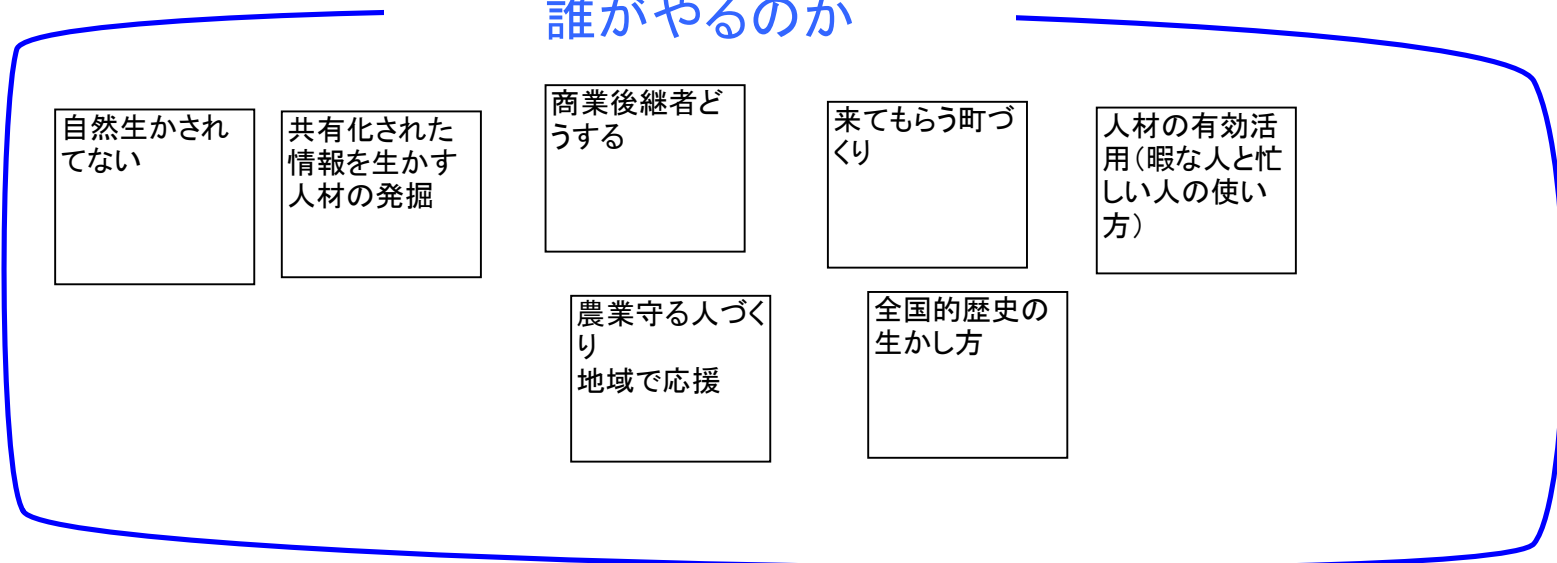 誰がやるのか
自然生かされ
てない
共有化された
情報を生かす
人材の発掘
商業後継者ど
うする
来てもらう町づ
くり
人材の有効活
用(暇な人と忙
しい人の使い
方)
農業守る人づく
り
地域で応援
全国的歴史の
生かし方